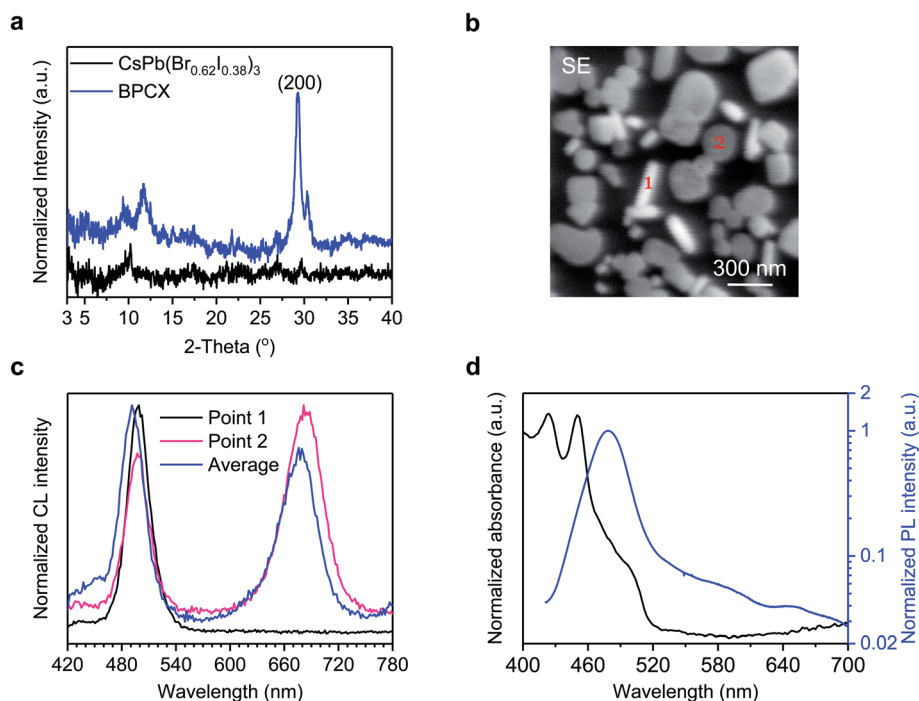 a
CsPb(Br0.62I0.38)3
BPCX
(200)
Normalized Intensity (a.u.)
3 5 10 15 20 25 30 35 40
2-Theta (o)
b
SE
1
2
300 nm
c
Point 1
Point 2
Average
Normalized CL intensity
420 480 540 600 660 720 780
Wavelength (nm)
d
Normalized absorbance (a.u.)
2
1
0.1
0.02
Normalized PL intensity (a.u.)
400 460 520 580 640 700
Wavelength (nm)